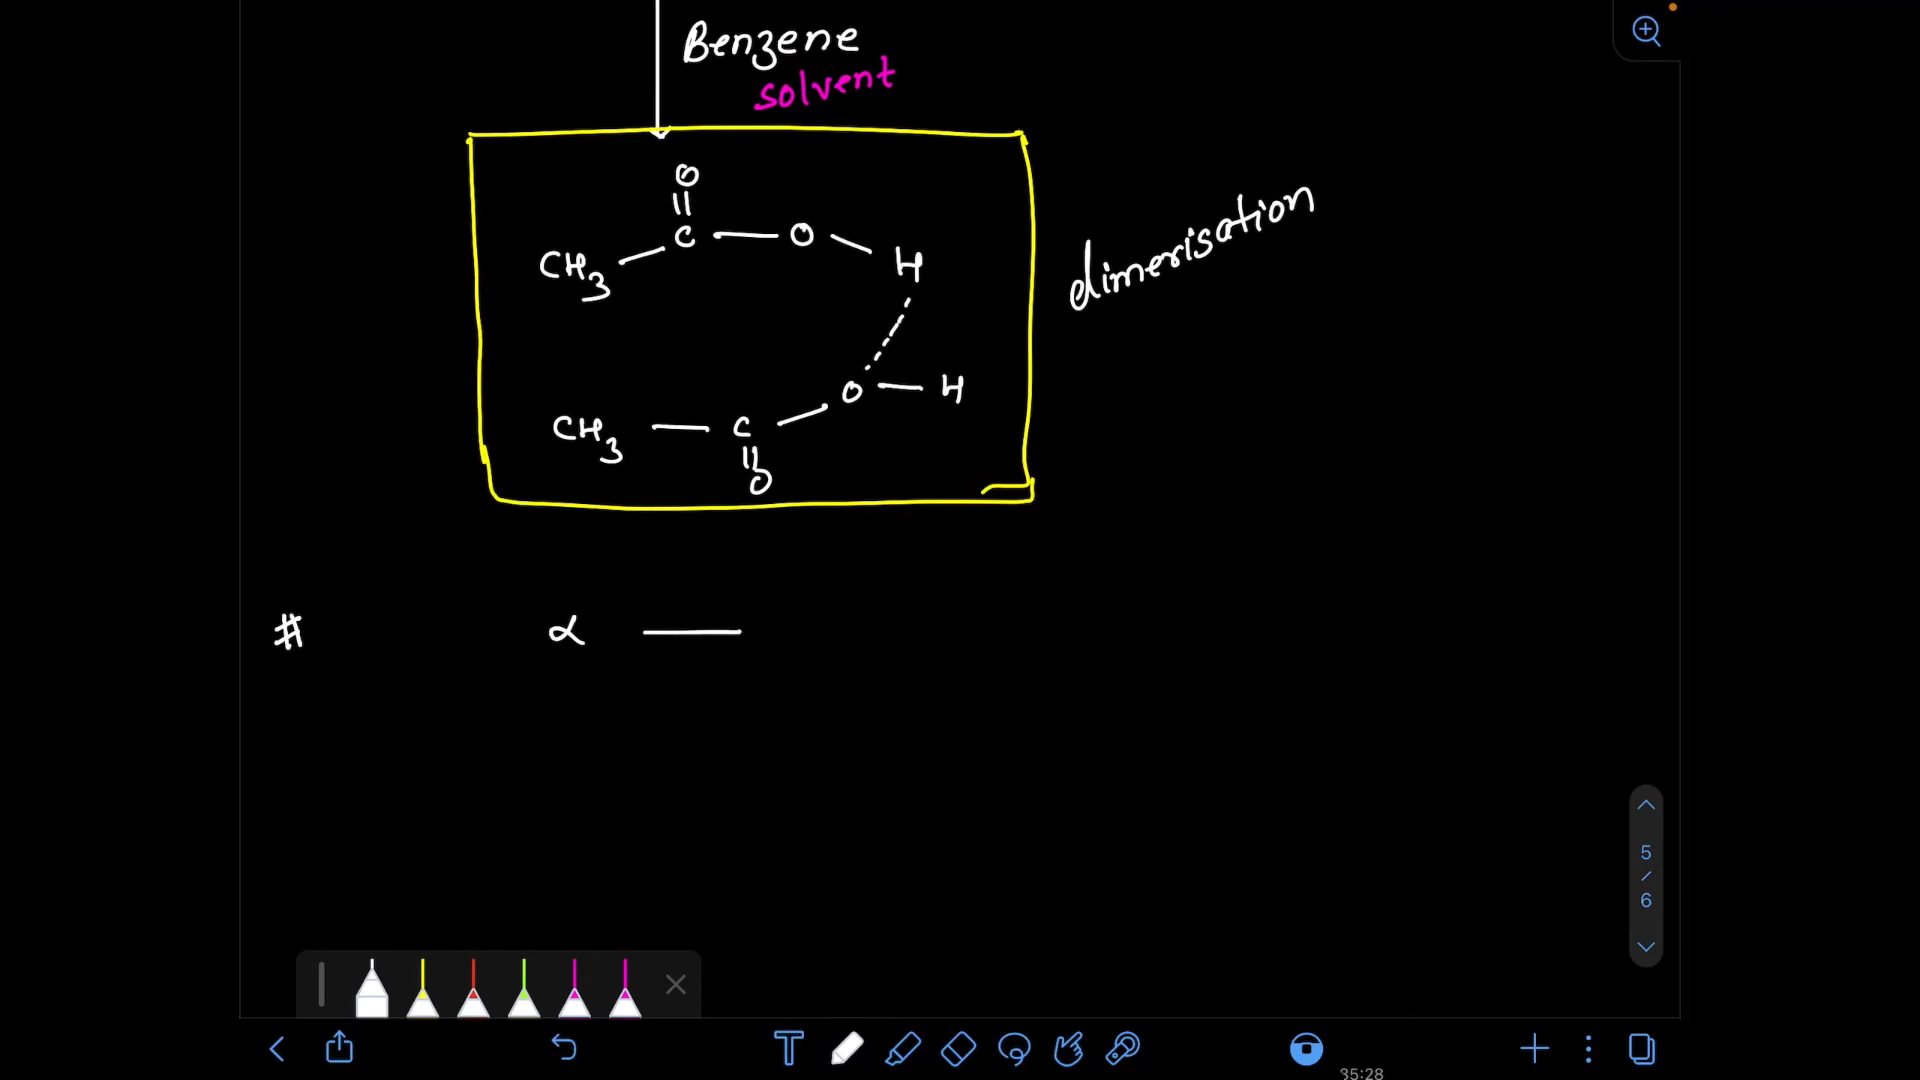 Benzene
solvent
O
||
CH3 — C — O — H
dimerisation
CH3 — C — O — H
||
O
# α —
5
/
6
T
35:28